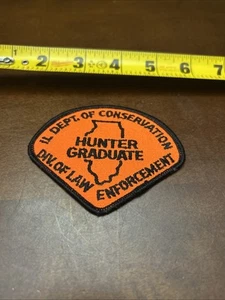 IL. DEPT. OF CONSERVATION
HUNTER
GRADUATE
DIV. OF LAW ENFORCEMENT
1 2 3 4 5 6 7